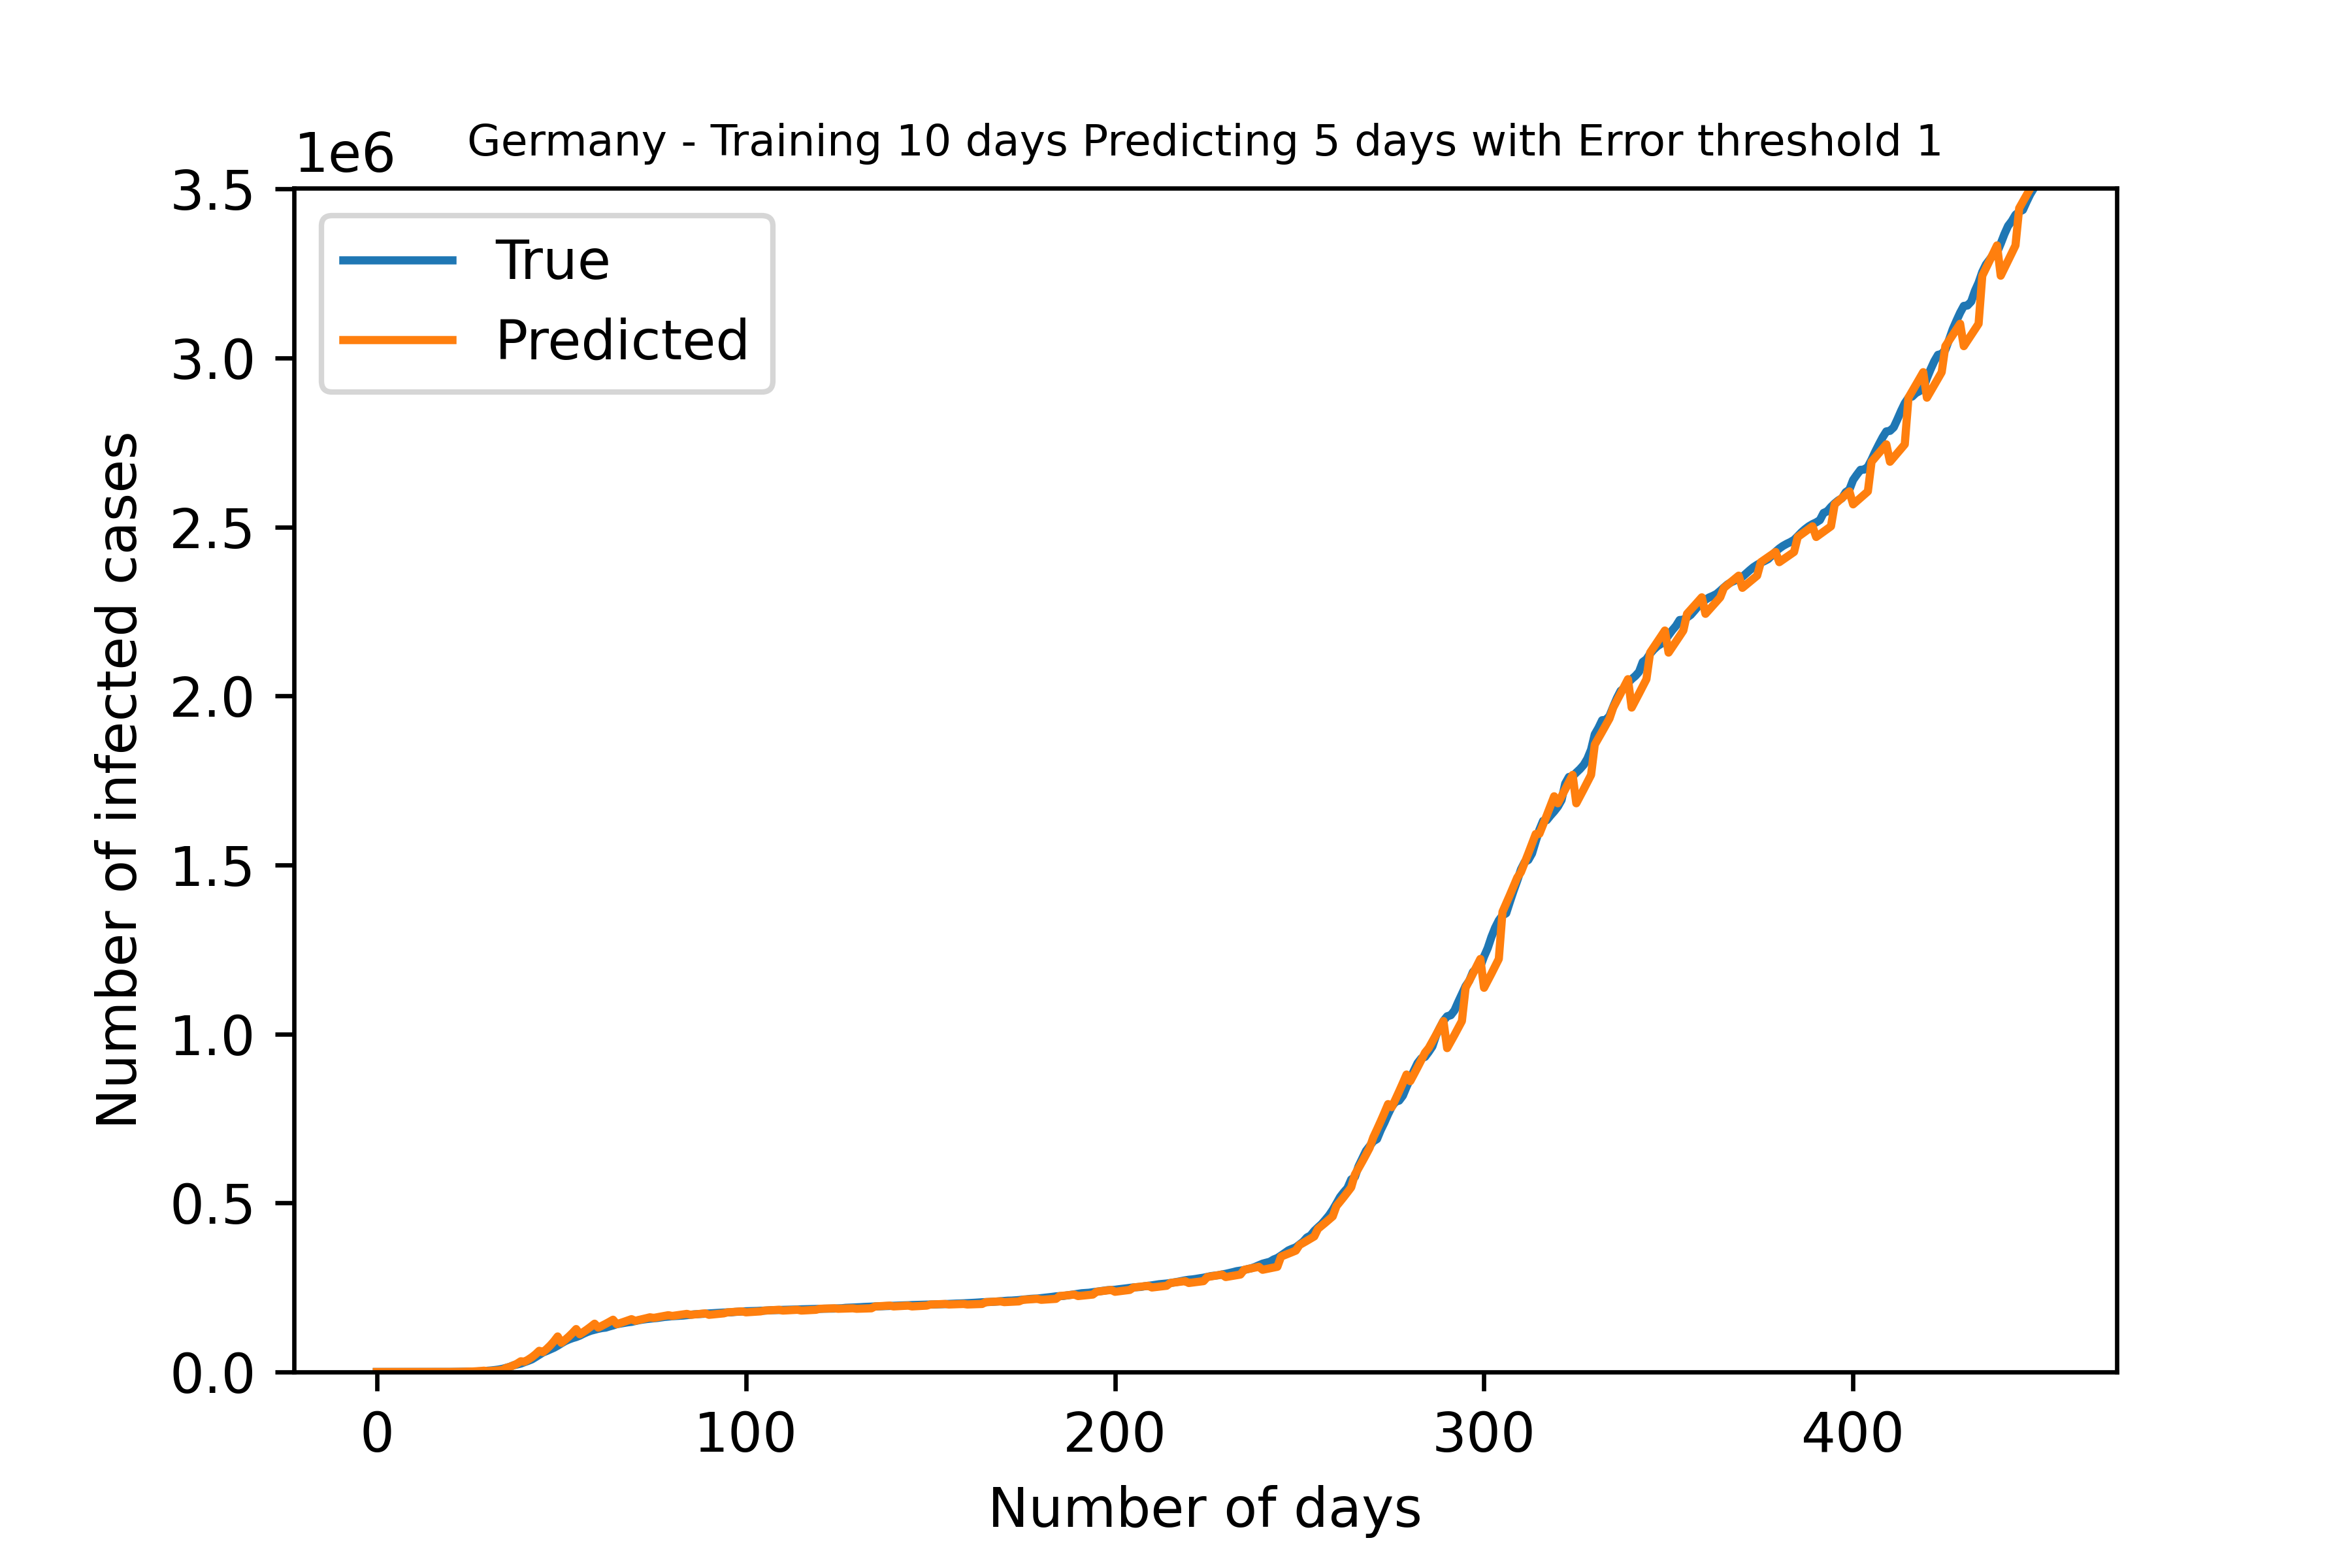 Germany - Training 10 days Predicting 5 days with Error threshold 1
1e6
3.5
3.0
2.5
2.0
1.5
1.0
0.5
0.0
True
Predicted
Number of infected cases
0 100 200 300 400
Number of days